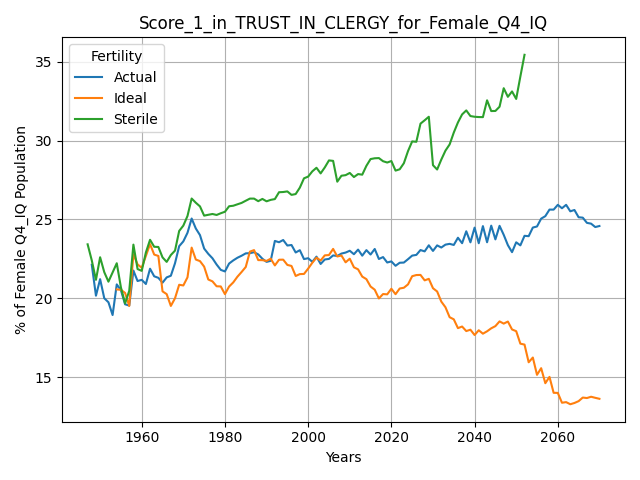 Score_1_in_TRUST_IN_CLERGY_for_Female_Q4_IQ
Fertility
Actual
Ideal
Sterile
% of Female Q4_IQ Population
35
30
25
20
15
1960
1980
2000
2020
2040
2060
Years